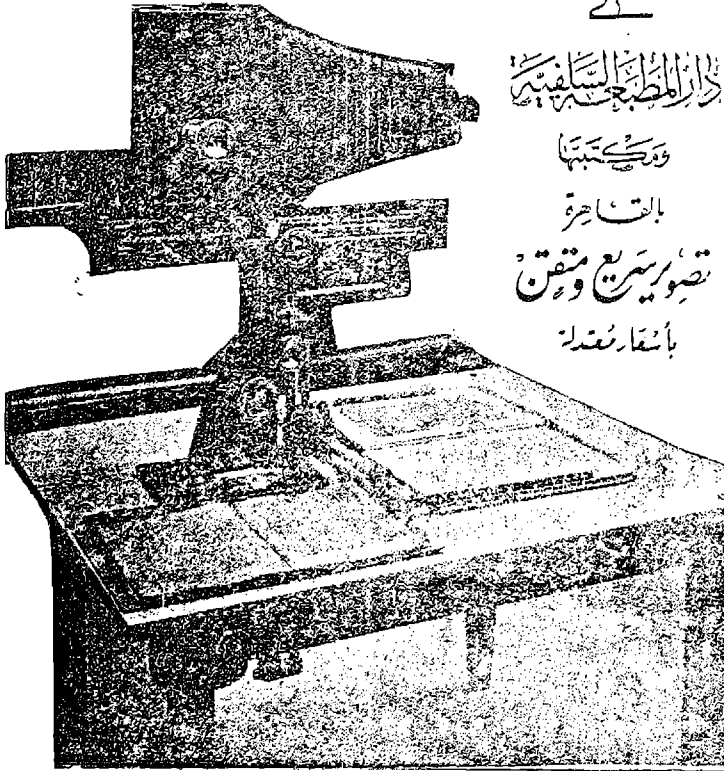 دار المطبعة السلفية
ومكتبتها
بالقاهرة
تصوير سريع ومتقن
بأسعار معتدلة